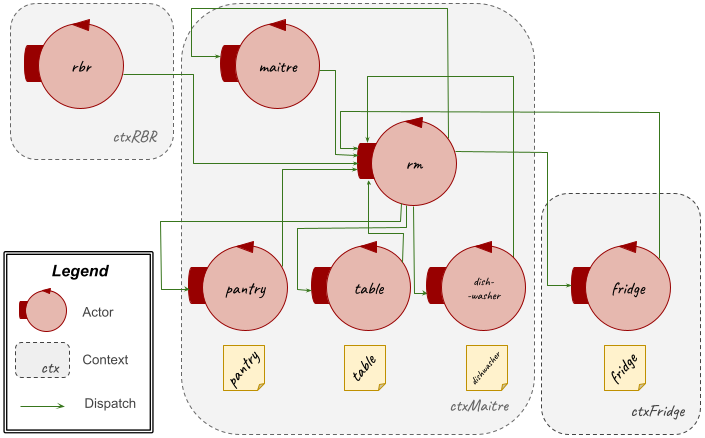 rbr
maitre
ctxRBR
rm
pantry
table
dish-
-washer
fridge
pantry
table
dishwasher
fridge
ctxMaitre
ctxFridge
Legend
Actor
ctx
Context
Dispatch